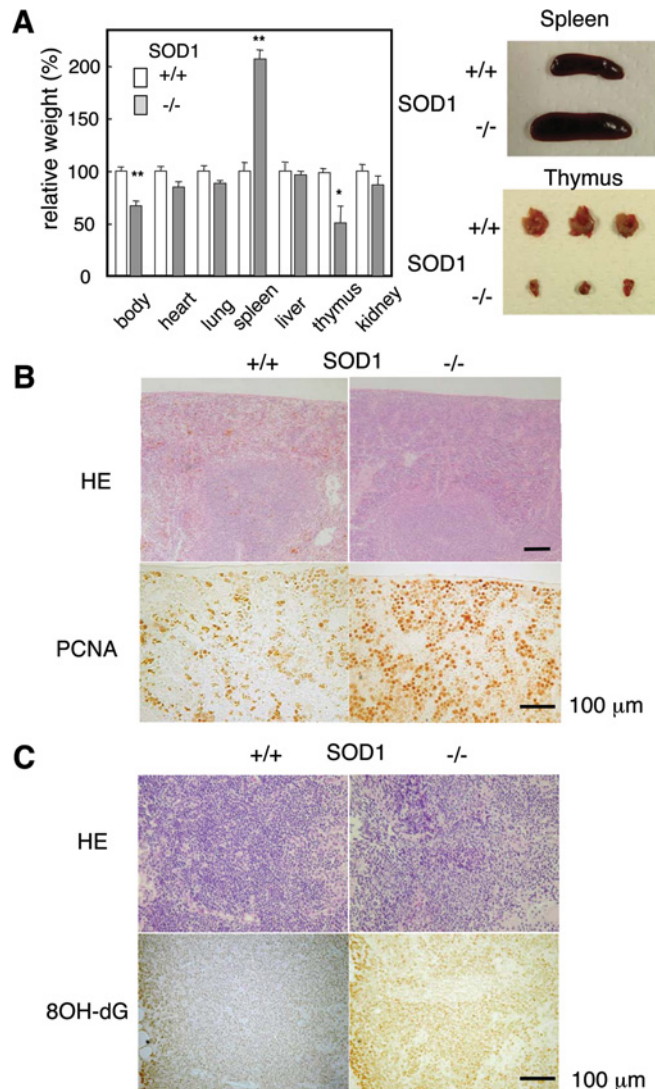 A
SOD1
+/+
-/-
relative weight (%)
200
150
100
50
0
**
**
*
body
heart
lung
spleen
liver
thymus
kidney
Spleen
+/+
SOD1
-/-
Thymus
+/+
SOD1
-/-
B
+/+ SOD1 -/-
HE
PCNA
100 μm
C
+/+ SOD1 -/-
HE
8OH-dG
100 μm